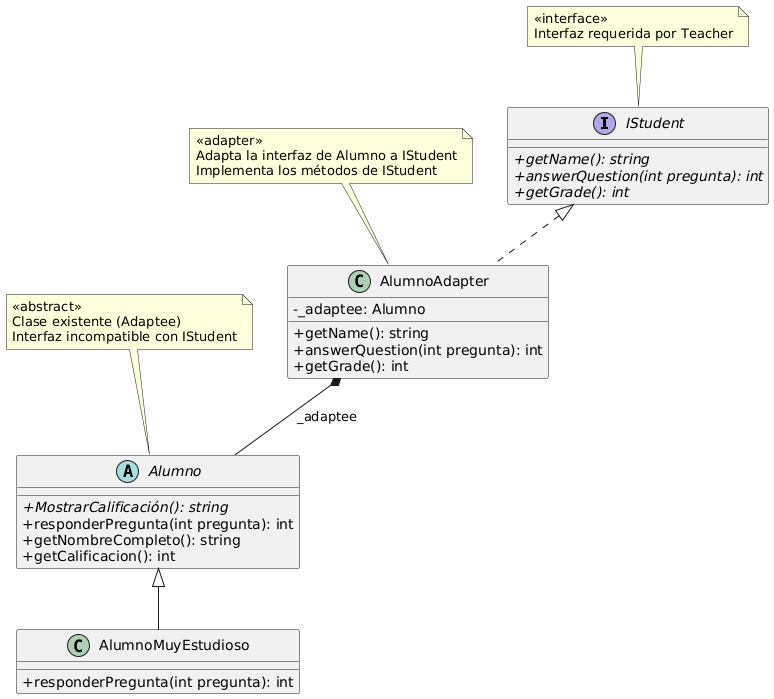 «interface»
Interfaz requerida por Teacher
I IStudent
+getName(): string
+answerQuestion(int pregunta): int
+getGrade(): int
«adapter»
Adapta la interfaz de Alumno a IStudent
Implementa los métodos de IStudent
C AlumnoAdapter
-_adaptee: Alumno
+getName(): string
+answerQuestion(int pregunta): int
+getGrade(): int
«abstract»
Clase existente (Adaptee)
Interfaz incompatible con IStudent
_adaptee
A Alumno
+MostrarCalificación(): string
+responderPregunta(int pregunta): int
+getNombreCompleto(): string
+getCalificacion(): int
C AlumnoMuyEstudioso
+responderPregunta(int pregunta): int